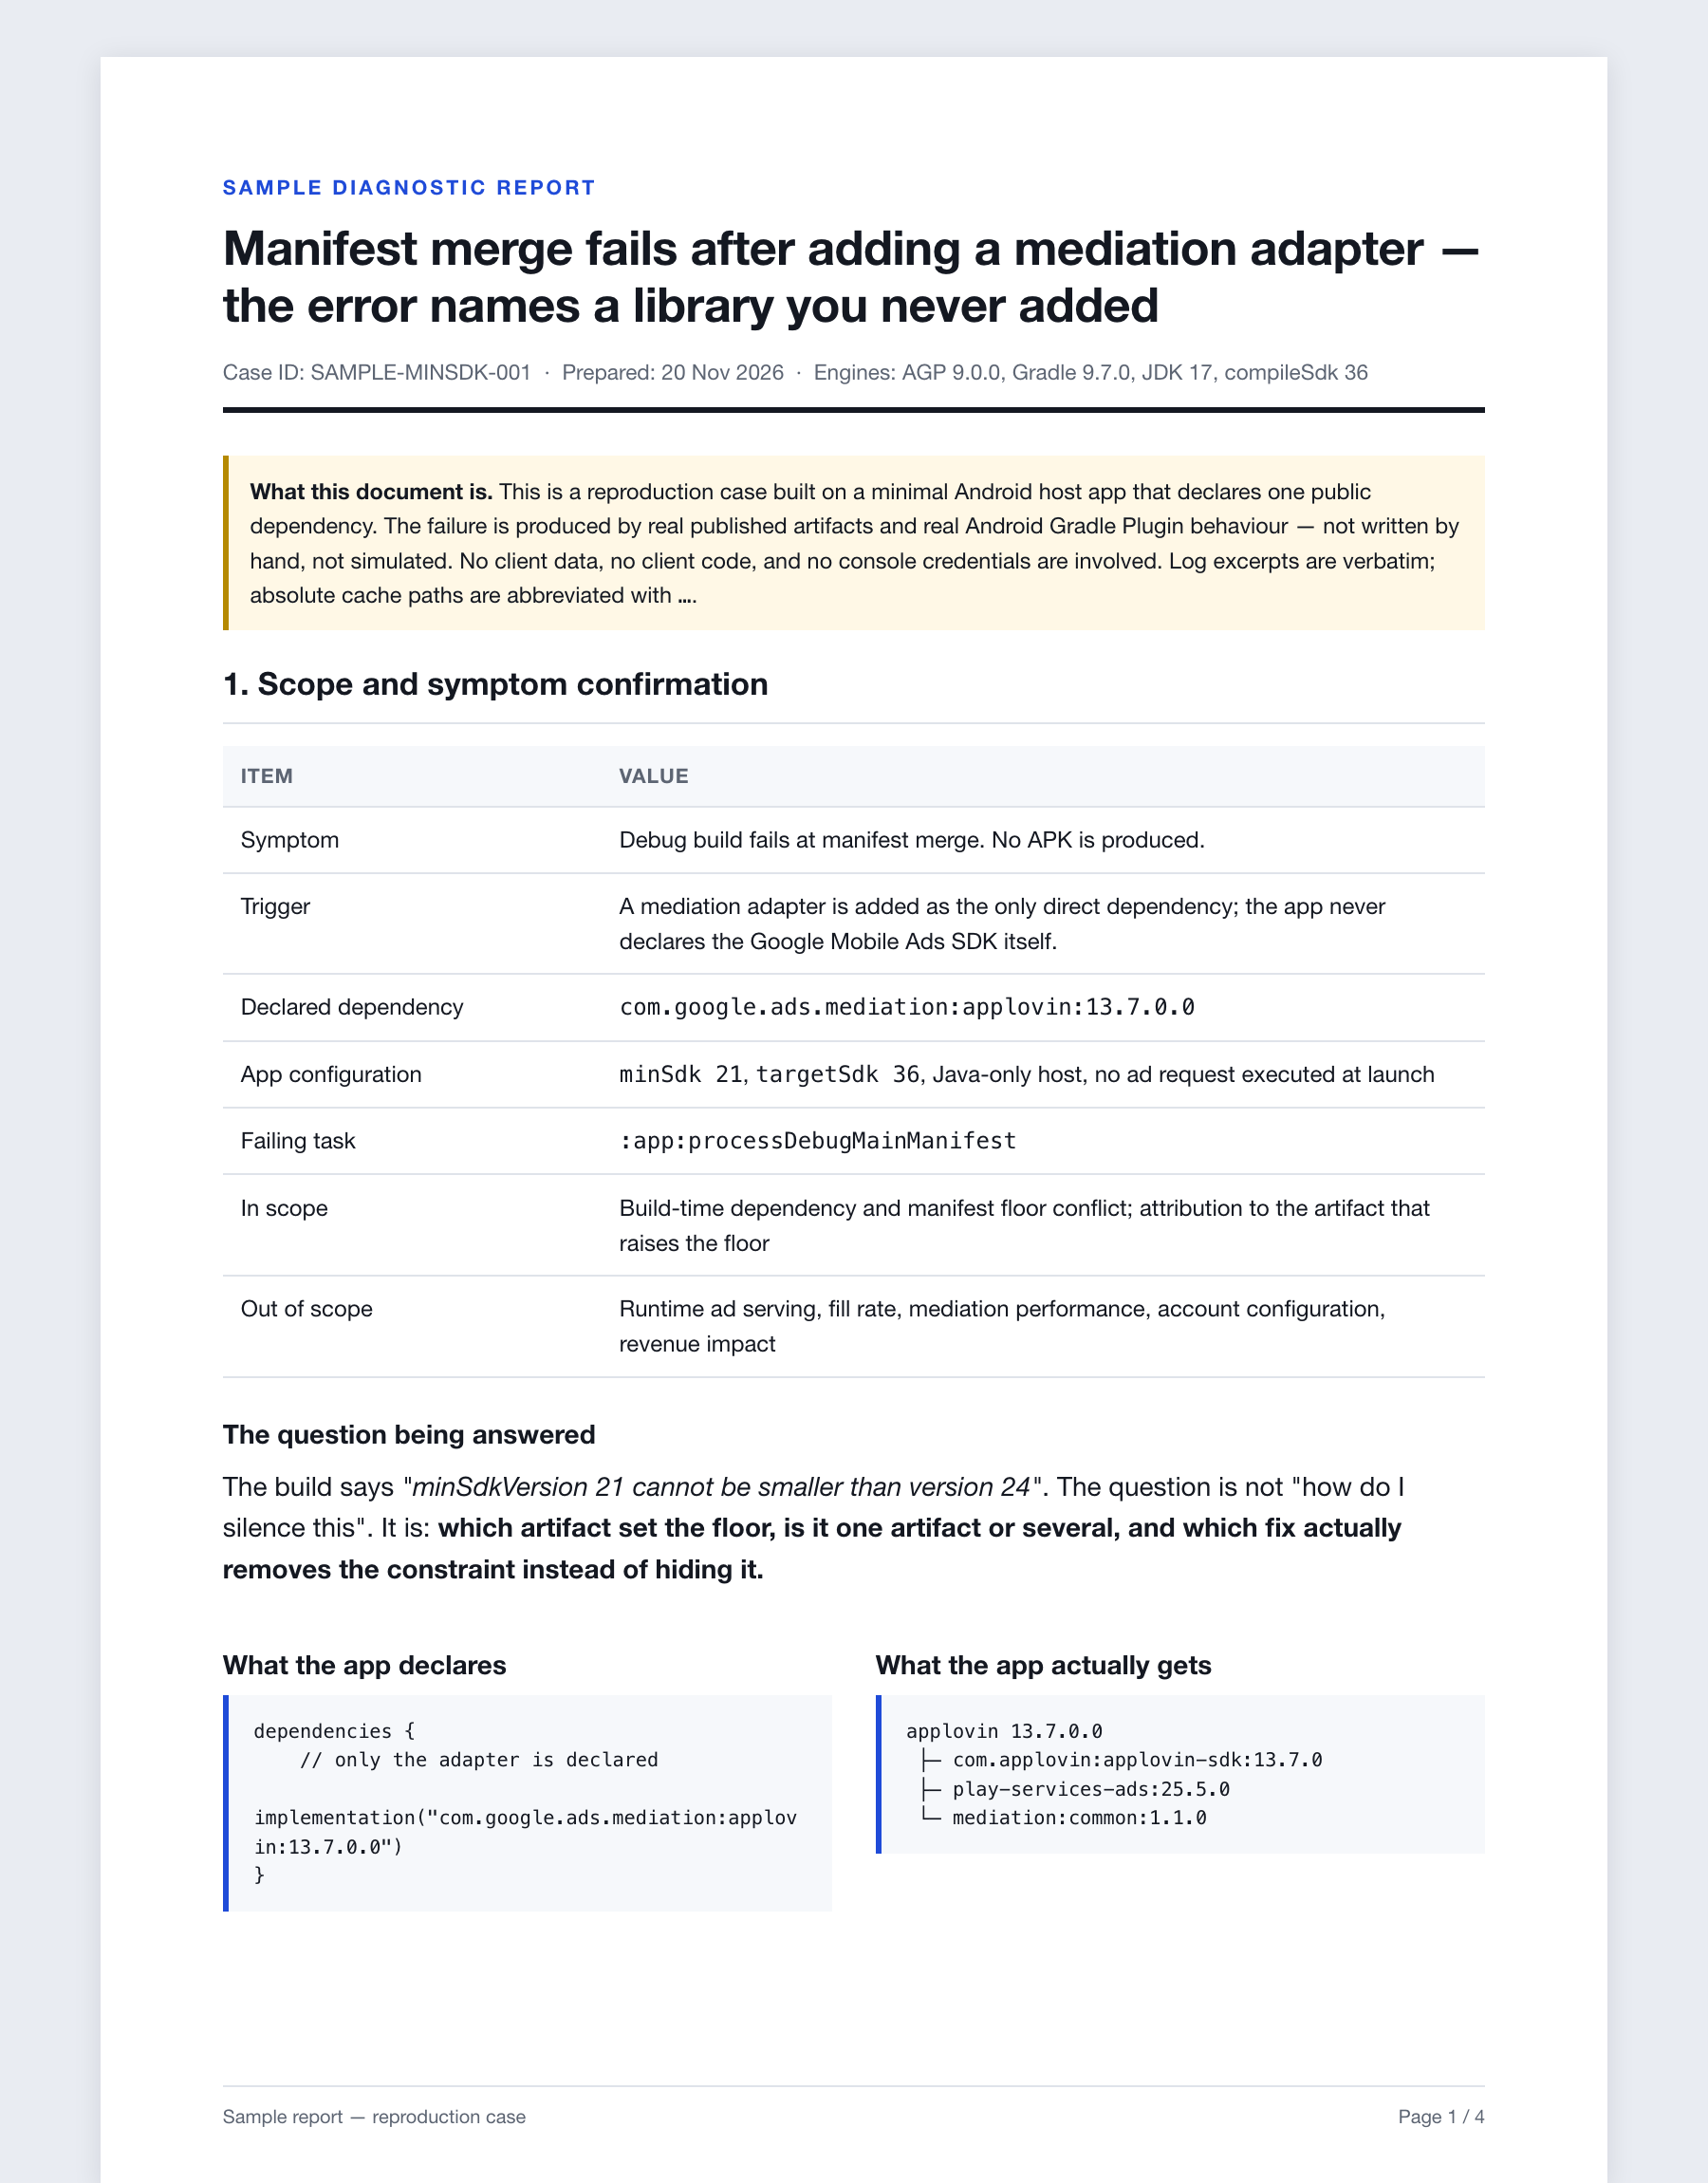 SAMPLE DIAGNOSTIC REPORT
Manifest merge fails after adding a mediation adapter —
the error names a library you never added
Case ID: SAMPLE-MINSDK-001 · Prepared: 20 Nov 2026 · Engines: AGP 9.0.0, Gradle 9.7.0, JDK 17, compileSdk 36
What this document is. This is a reproduction case built on a minimal Android host app that declares one public
dependency. The failure is produced by real published artifacts and real Android Gradle Plugin behaviour — not written by
hand, not simulated. No client data, no client code, and no console credentials are involved. Log excerpts are verbatim;
absolute cache paths are abbreviated with ….
1. Scope and symptom confirmation
ITEM VALUE
Symptom Debug build fails at manifest merge. No APK is produced.
Trigger A mediation adapter is added as the only direct dependency; the app never
declares the Google Mobile Ads SDK itself.
Declared dependency com.google.ads.mediation:applovin:13.7.0.0
App configuration minSdk 21, targetSdk 36, Java-only host, no ad request executed at launch
Failing task :app:processDebugMainManifest
In scope Build-time dependency and manifest floor conflict; attribution to the artifact that
raises the floor
Out of scope Runtime ad serving, fill rate, mediation performance, account configuration,
revenue impact
The question being answered
The build says "minSdkVersion 21 cannot be smaller than version 24". The question is not "how do I
silence this". It is: which artifact set the floor, is it one artifact or several, and which fix actually
removes the constraint instead of hiding it.
What the app declares
dependencies {
    // only the adapter is declared
implementation("com.google.ads.mediation:applov
in:13.7.0.0")
}
What the app actually gets
applovin 13.7.0.0
 ├─ com.applovin:applovin-sdk:13.7.0
 ├─ play-services-ads:25.5.0
 └─ mediation:common:1.1.0
Sample report — reproduction case
Page 1 / 4